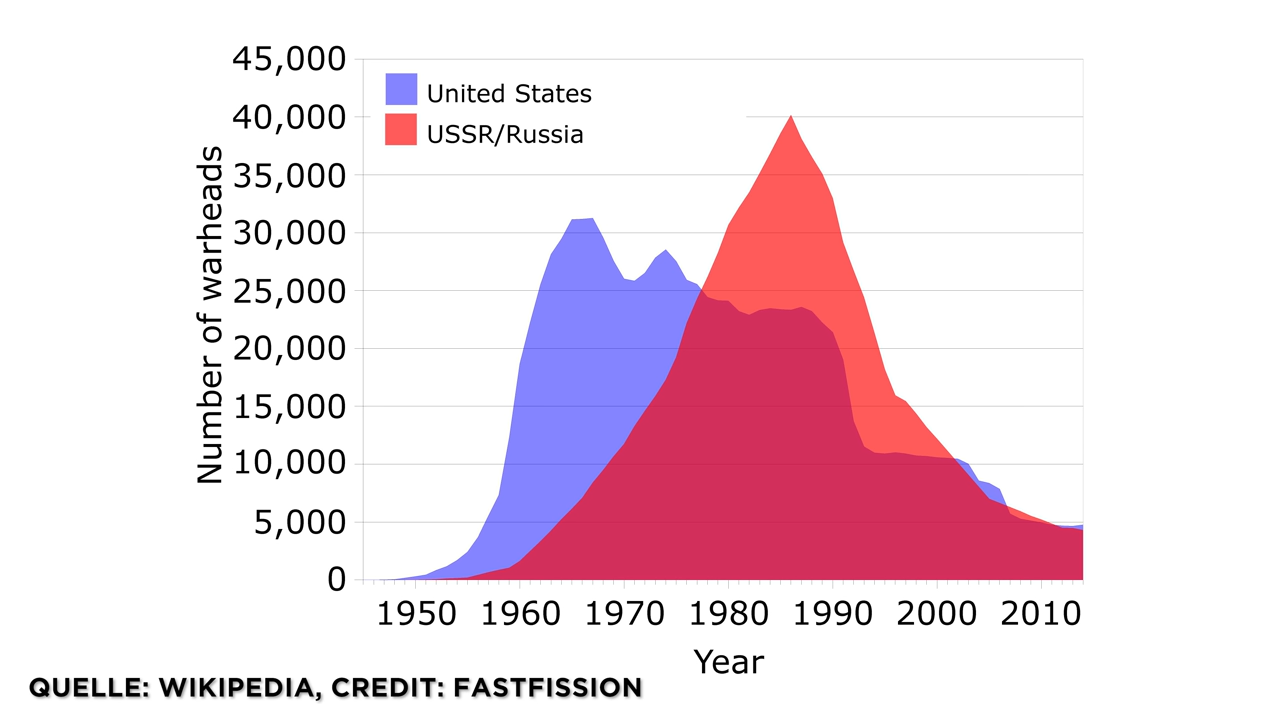 45,000
40,000
35,000
30,000
25,000
20,000
15,000
10,000
5,000
0
United States
USSR/Russia
Number of warheads
1950 1960 1970 1980 1990 2000 2010
Year
QUELLE: WIKIPEDIA, CREDIT: FASTFISSION